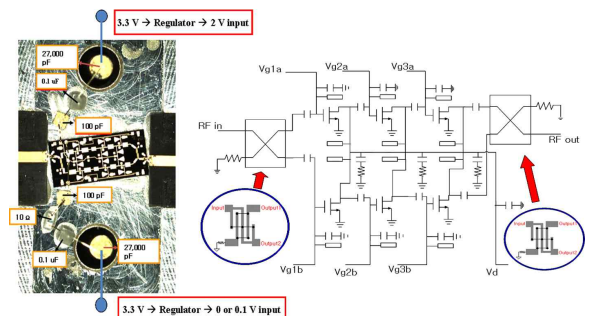 3.3 V → Regulator → 2 V input
27,000 pF
0.1 uF
100 pF
100 pF
10 Ω
0.1 uF
27,000 pF
3.3 V → Regulator → 0 or 0.1 V input
Vg1a
Vg2a
Vg3a
RF in
RF out
Input
Output1
Output2
Input
Output1
Output2
Vg1b
Vg2b
Vg3b
Vd